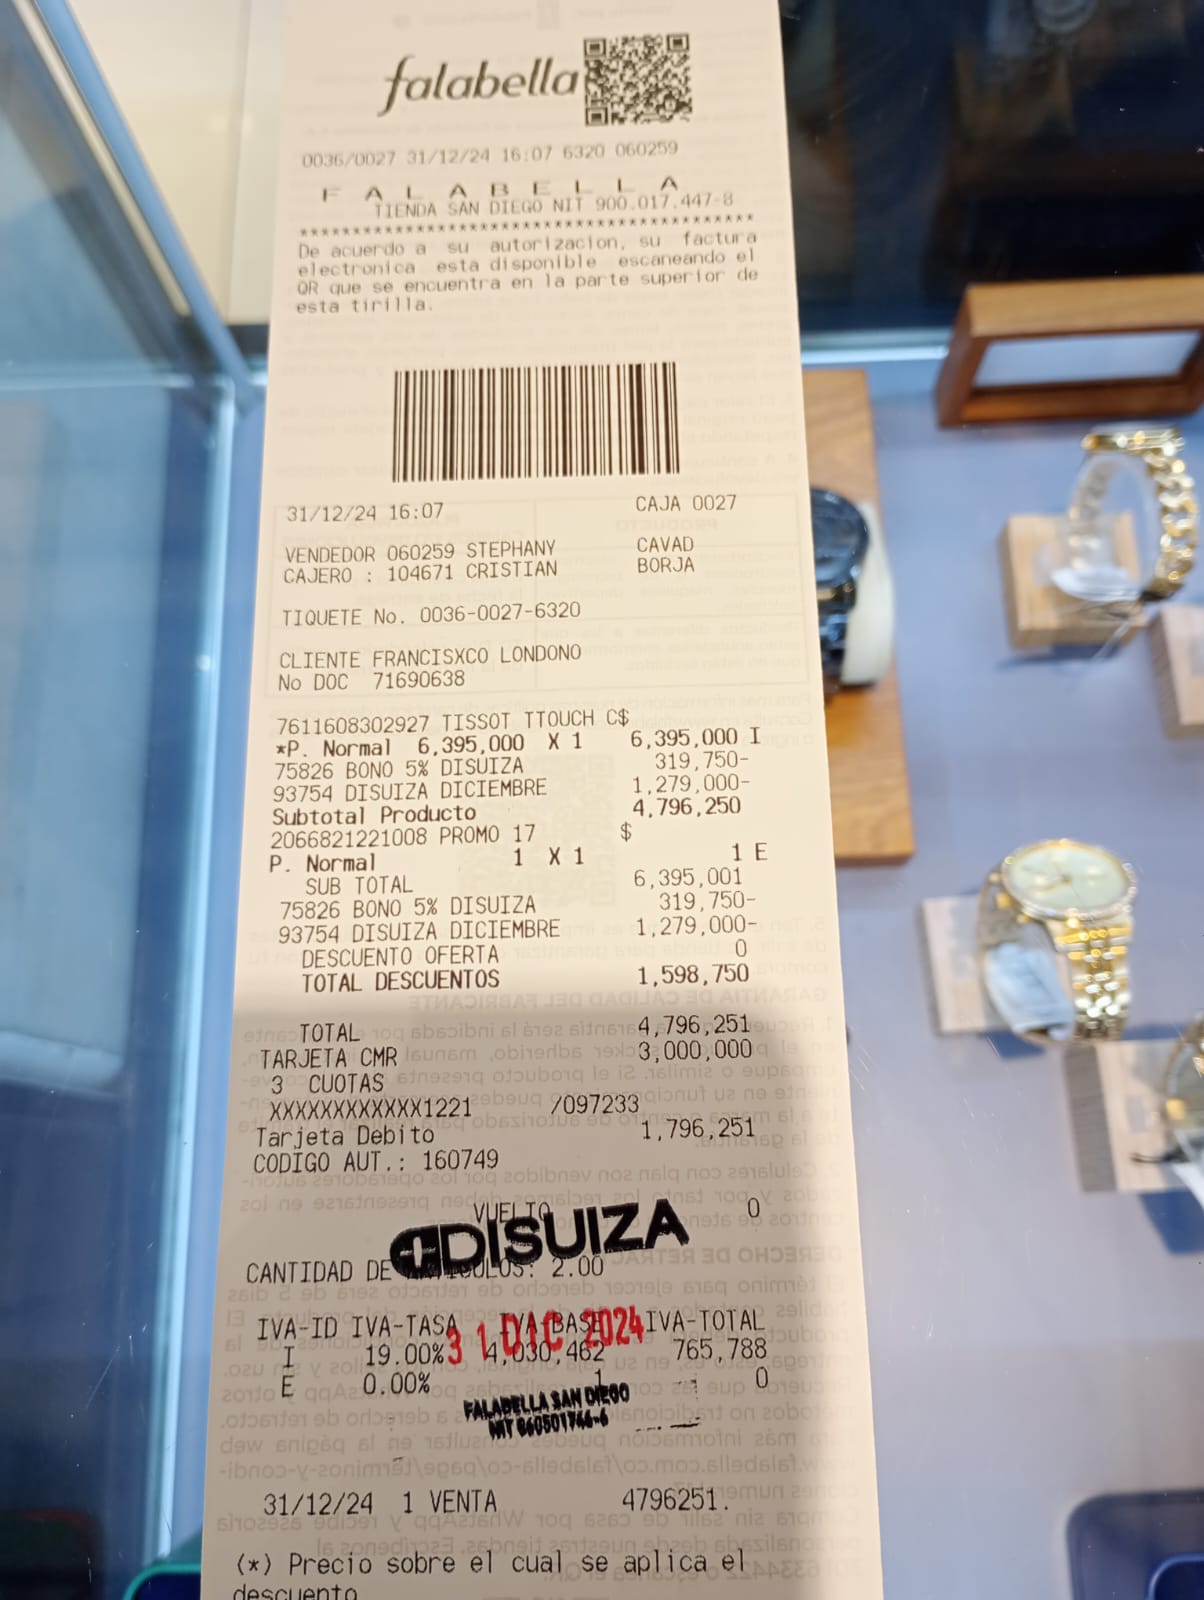 falabella
0036/0027 31/12/24 16:07 6320 060259
F A L A B E L L A
TIENDA SAN DIEGO NIT 900.017.447-8
********************************************
De acuerdo a su autorizacion, su factura
electronica esta disponible escaneando el
QR que se encuentra en la parte superior de
esta tirilla.
31/12/24 16:07 CAJA 0027
VENDEDOR 060259 STEPHANY CAVAD
CAJERO : 104671 CRISTIAN BORJA
TIQUETE No. 0036-0027-6320
CLIENTE FRANCISXCO LONDONO
No DOC 71690638
7611608302927 TISSOT TTOUCH C$
*P. Normal 6,395,000 X 1 6,395,000 I
75826 BONO 5% DISUIZA 319,750-
93754 DISUIZA DICIEMBRE 1,279,000-
Subtotal Producto 4,796,250
2066821221008 PROMO 17 $
P. Normal 1 X 1 1 E
SUB TOTAL 6,395,001
75826 BONO 5% DISUIZA 319,750-
93754 DISUIZA DICIEMBRE 1,279,000-
DESCUENTO OFERTA 0
TOTAL DESCUENTOS 1,598,750
TOTAL 4,796,251
TARJETA CMR 3,000,000
3 CUOTAS
XXXXXXXXXXXX1221 /097233
Tarjeta Debito 1,796,251
CODIGO AUT.: 160749
VUELTO 0
DISUIZA
CANTIDAD DE ARTICULOS: 2.00
IVA-ID IVA-TASA IVA-BASE IVA-TOTAL
31 DIC 2024
I 19.00% 4,030,462 765,788
E 0.00% 1 0
FALABELLA SAN DIEGO
NIT 860501744-6
31/12/24 1 VENTA 4796251.
(*) Precio sobre el cual se aplica el
descuento